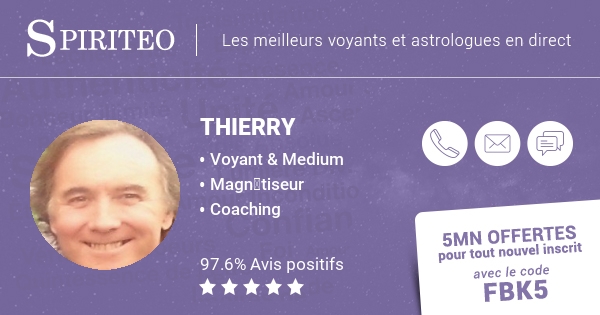 SPIRITEO
Les meilleurs voyants et astrologues en direct
THIERRY
• Voyant & Medium
• Magn▯tiseur
• Coaching
97.6% Avis positifs
5MN OFFERTES
pour tout nouvel inscrit
avec le code
FBK5